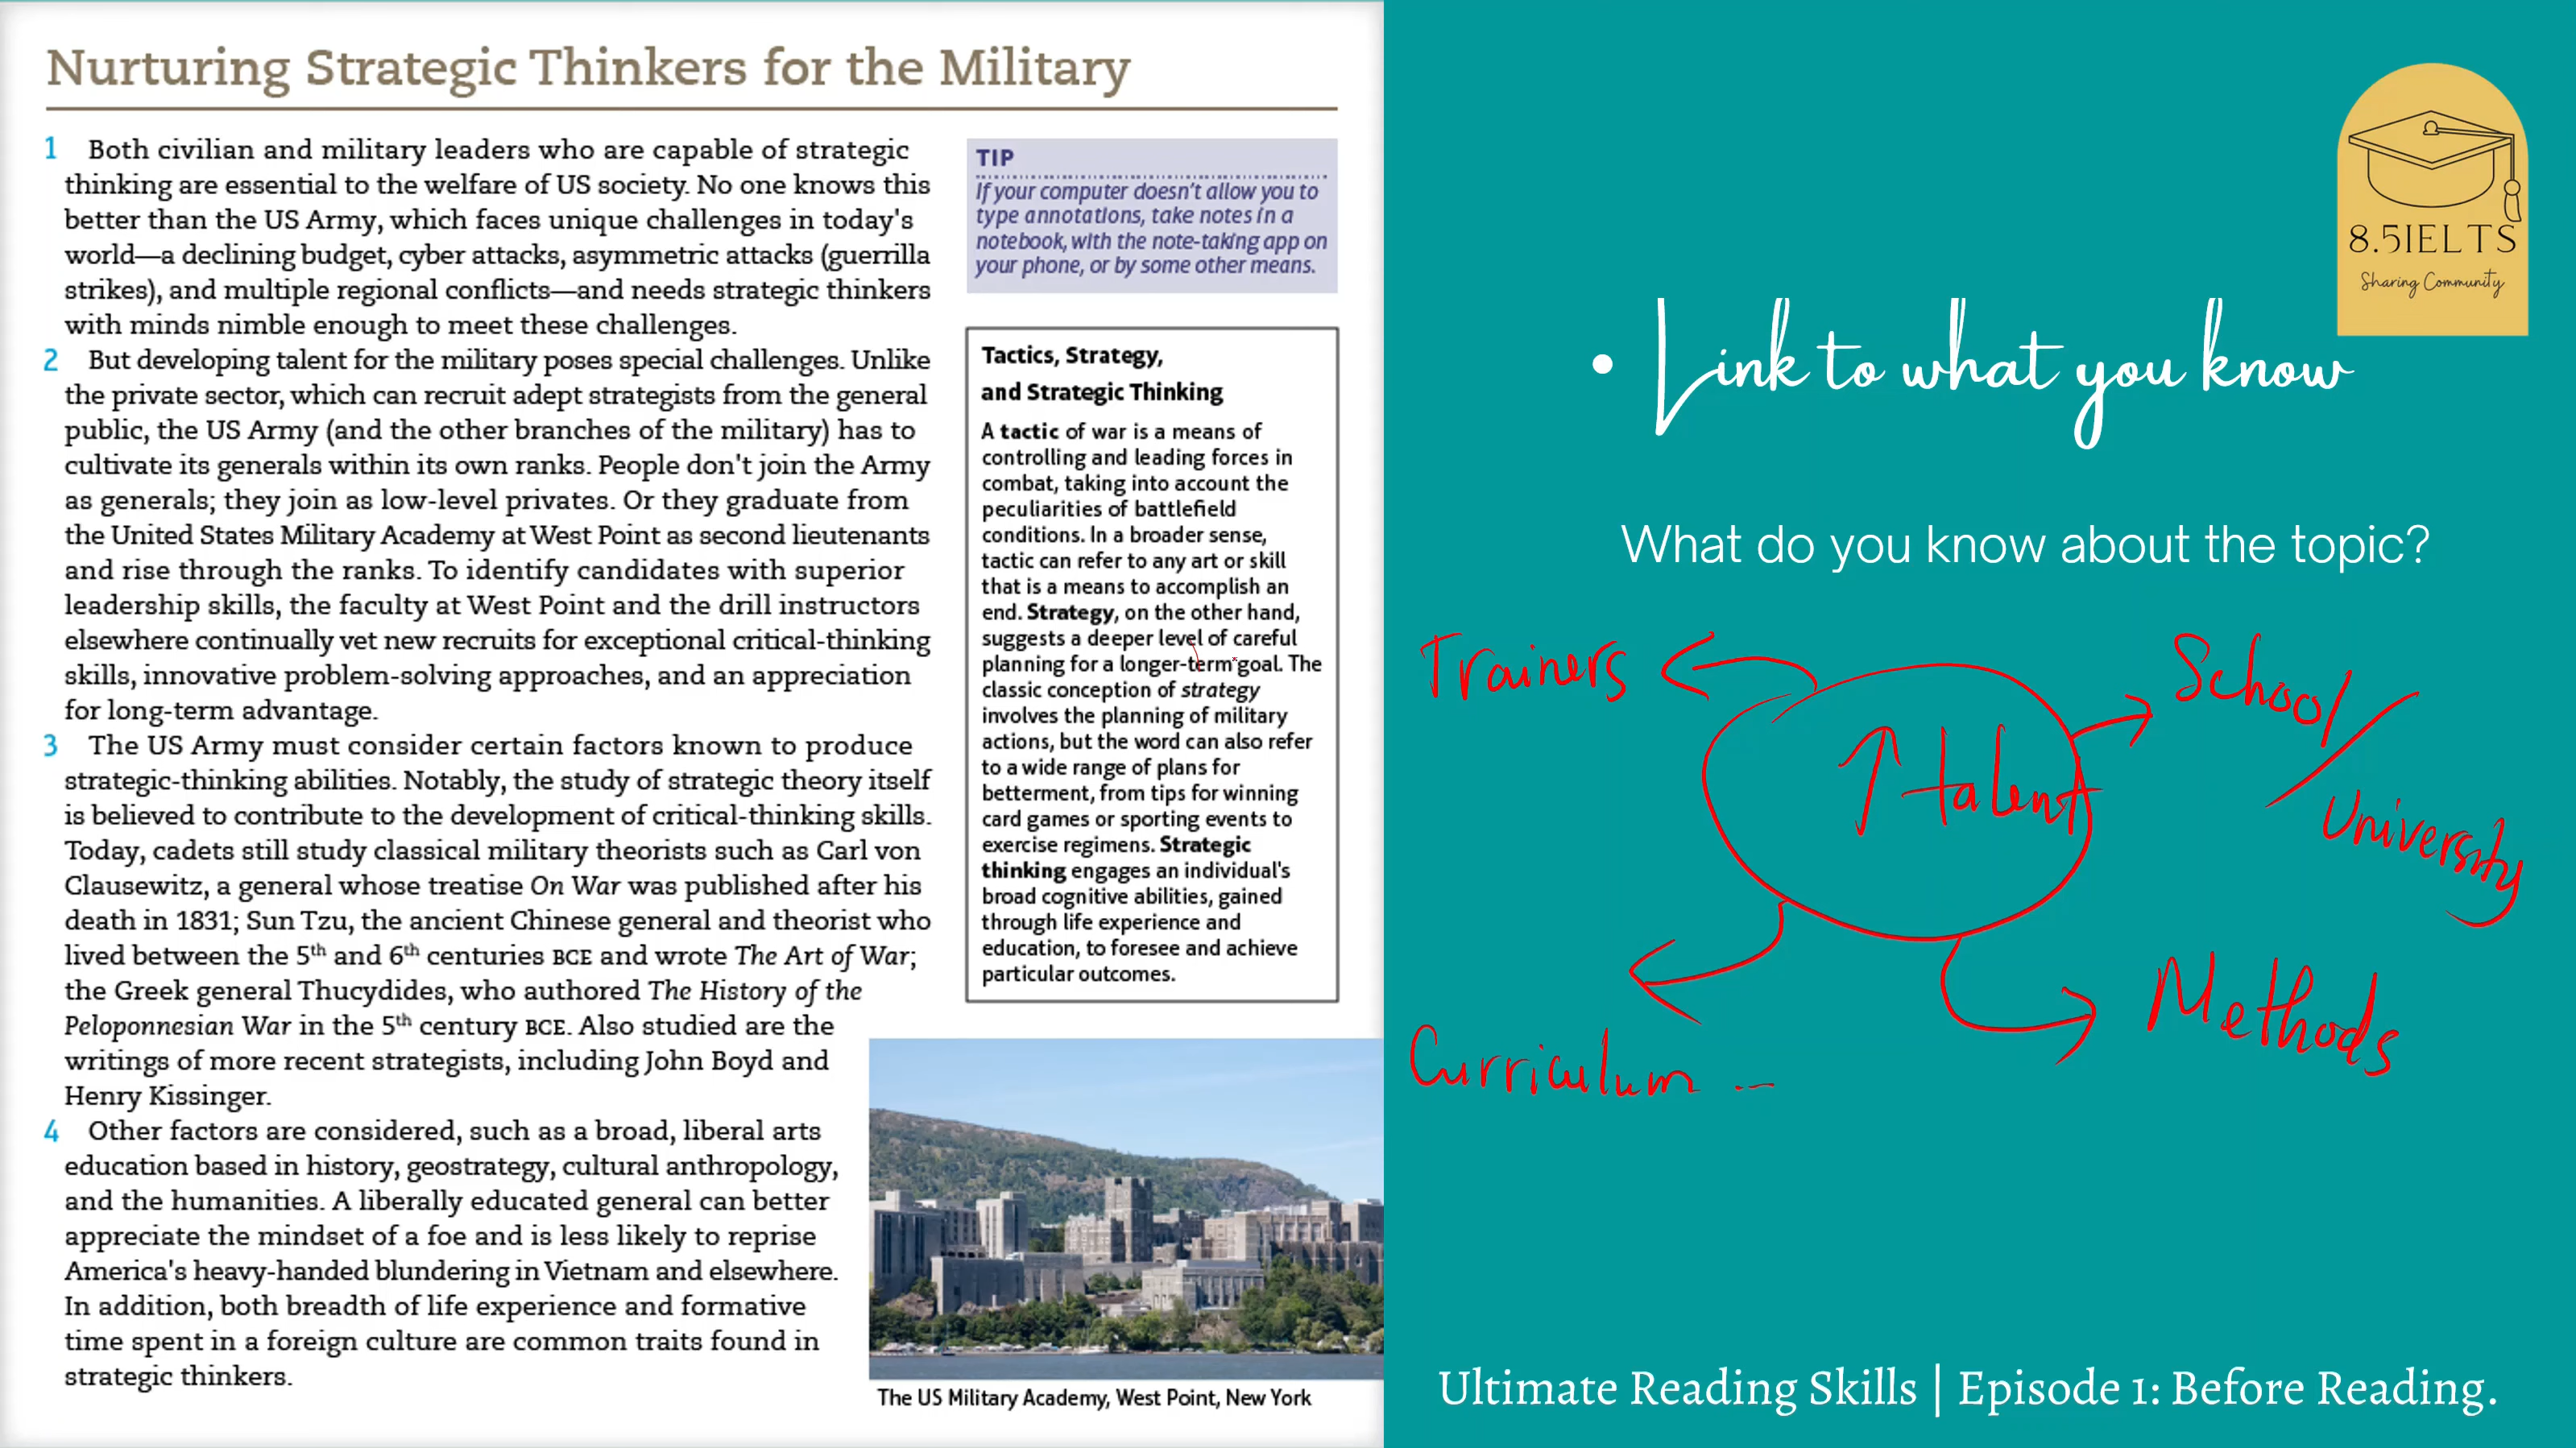 Nurturing Strategic Thinkers for the Military
1 Both civilian and military leaders who are capable of strategic
thinking are essential to the welfare of US society. No one knows this
better than the US Army, which faces unique challenges in today's
world—a declining budget, cyber attacks, asymmetric attacks (guerrilla
strikes), and multiple regional conflicts—and needs strategic thinkers
with minds nimble enough to meet these challenges.
2 But developing talent for the military poses special challenges. Unlike
the private sector, which can recruit adept strategists from the general
public, the US Army (and the other branches of the military) has to
cultivate its generals within its own ranks. People don't join the Army
as generals; they join as low-level privates. Or they graduate from
the United States Military Academy at West Point as second lieutenants
and rise through the ranks. To identify candidates with superior
leadership skills, the faculty at West Point and the drill instructors
elsewhere continually vet new recruits for exceptional critical-thinking
skills, innovative problem-solving approaches, and an appreciation
for long-term advantage.
3 The US Army must consider certain factors known to produce
strategic-thinking abilities. Notably, the study of strategic theory itself
is believed to contribute to the development of critical-thinking skills.
Today, cadets still study classical military theorists such as Carl von
Clausewitz, a general whose treatise On War was published after his
death in 1831; Sun Tzu, the ancient Chinese general and theorist who
lived between the 5th and 6th centuries BCE and wrote The Art of War;
the Greek general Thucydides, who authored The History of the
Peloponnesian War in the 5th century BCE. Also studied are the
writings of more recent strategists, including John Boyd and
Henry Kissinger.
4 Other factors are considered, such as a broad, liberal arts
education based in history, geostrategy, cultural anthropology,
and the humanities. A liberally educated general can better
appreciate the mindset of a foe and is less likely to reprise
America's heavy-handed blundering in Vietnam and elsewhere.
In addition, both breadth of life experience and formative
time spent in a foreign culture are common traits found in
strategic thinkers.
TIP
If your computer doesn't allow you to
type annotations, take notes in a
notebook, with the note-taking app on
your phone, or by some other means.
Tactics, Strategy,
and Strategic Thinking
A tactic of war is a means of
controlling and leading forces in
combat, taking into account the
peculiarities of battlefield
conditions. In a broader sense,
tactic can refer to any art or skill
that is a means to accomplish an
end. Strategy, on the other hand,
suggests a deeper level of careful
planning for a longer-term goal. The
classic conception of strategy
involves the planning of military
actions, but the word can also refer
to a wide range of plans for
betterment, from tips for winning
card games or sporting events to
exercise regimens. Strategic
thinking engages an individual's
broad cognitive abilities, gained
through life experience and
education, to foresee and achieve
particular outcomes.
The US Military Academy, West Point, New York
8.5IELTS
Sharing Community
• Link to what you know
What do you know about the topic?
Trainers
School/
University
↑ talent
Curriculum --
Methods
Ultimate Reading Skills | Episode 1: Before Reading.